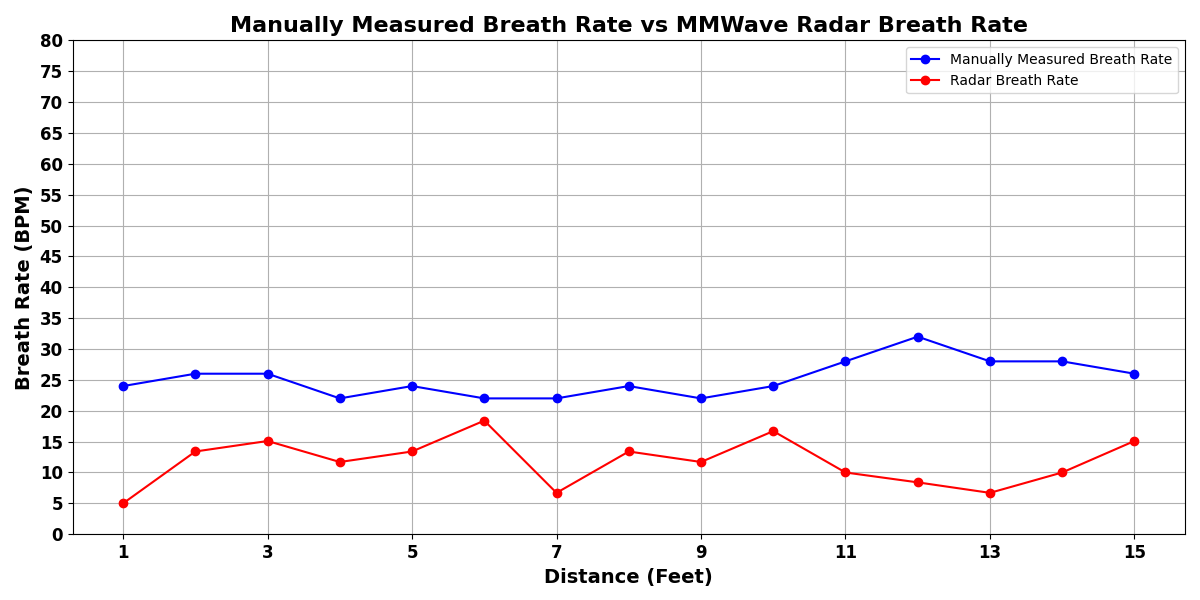 Manually Measured Breath Rate vs MMWave Radar Breath Rate
Manually Measured Breath Rate
Radar Breath Rate
Breath Rate (BPM)
80
75
70
65
60
55
50
45
40
35
30
25
20
15
10
5
0
1 3 5 7 9 11 13 15
Distance (Feet)